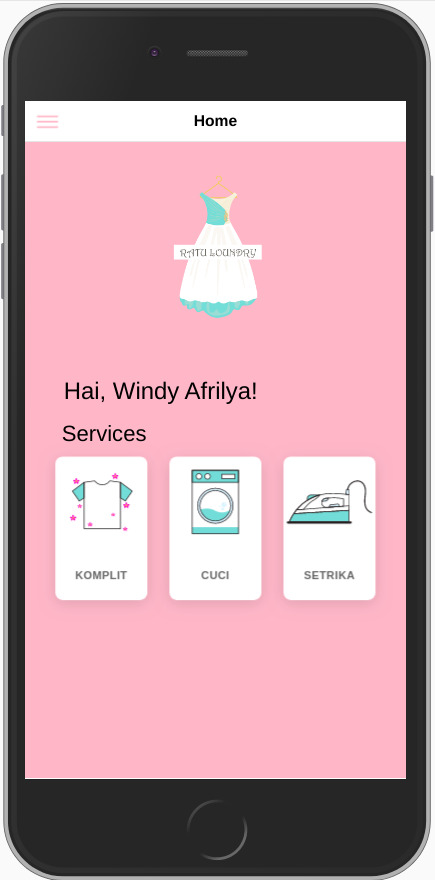 Home
RATU LOUNDRY
Hai, Windy Afrilya!
Services
KOMPLIT
CUCI
SETRIKA